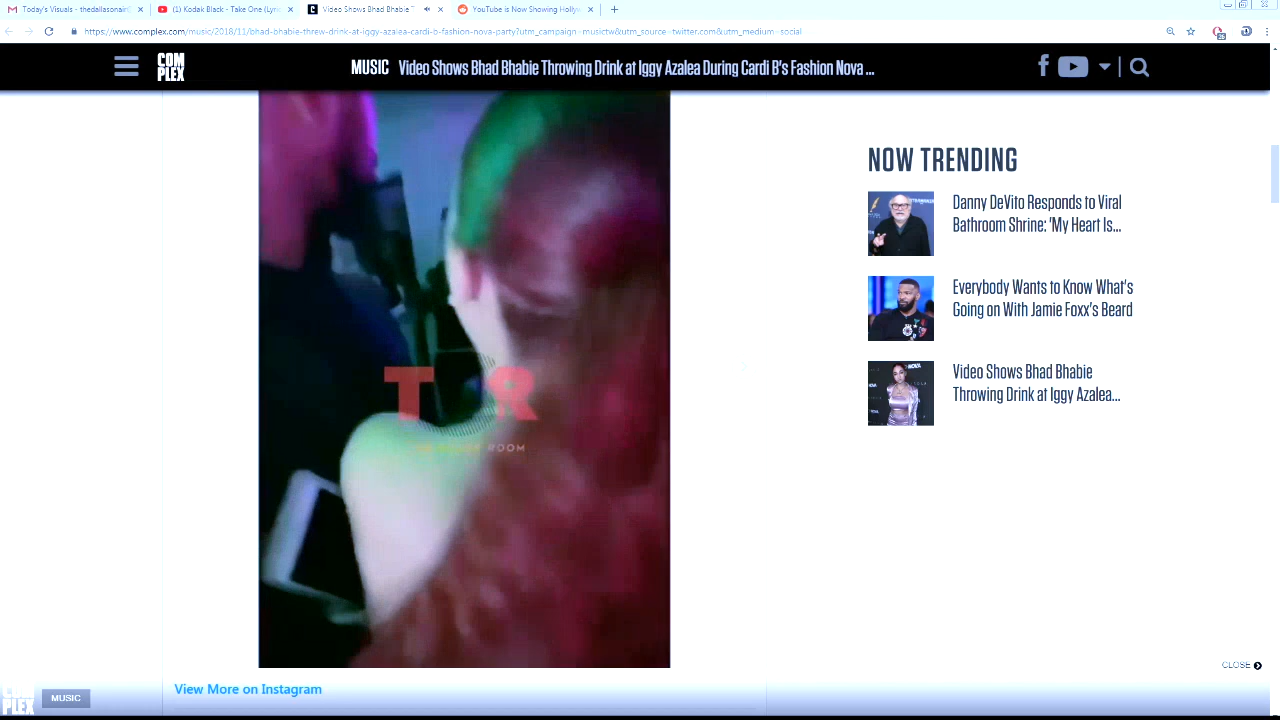 Today's Visuals - thedallasonair
(1) Kodak Black - Take One (Lyric
Video Shows Bhad Bhabie T
YouTube is Now Showing Hollyw
https://www.complex.com/music/2018/11/bhad-bhabie-threw-drink-at-iggy-azalea-cardi-b-fashion-nova-party?utm_campaign=musictw&utm_source=twitter.com&utm_medium=social
COM
PLEX
MUSIC Video Shows Bhad Bhabie Throwing Drink at Iggy Azalea During Cardi B's Fashion Nova ...
NOW TRENDING
Danny DeVito Responds to Viral
Bathroom Shrine: 'My Heart Is...
Everybody Wants to Know What's
Going on With Jamie Foxx's Beard
Video Shows Bhad Bhabie
Throwing Drink at Iggy Azalea...
T R
ROOM
CLOSE
View More on Instagram
COM
PLEX
MUSIC